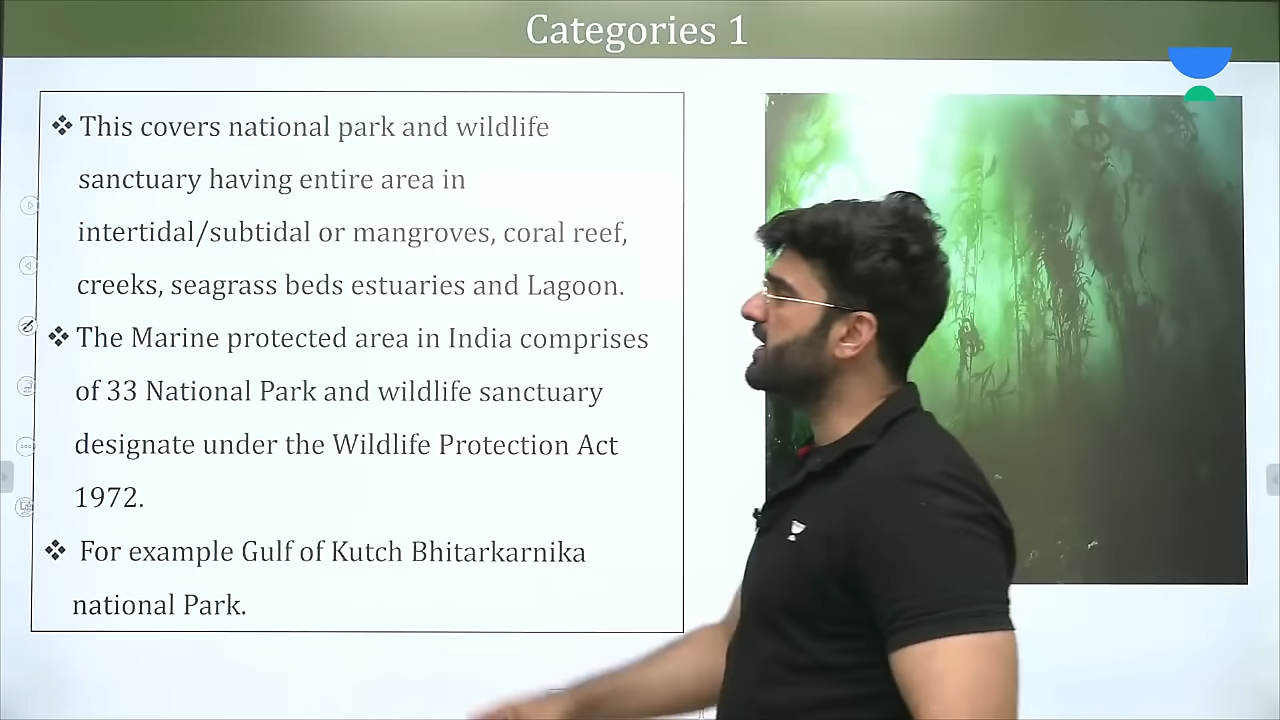 Categories 1
❖ This covers national park and wildlife
sanctuary having entire area in
intertidal/subtidal or mangroves, coral reef,
creeks, seagrass beds estuaries and Lagoon.
❖ The Marine protected area in India comprises
of 33 National Park and wildlife sanctuary
designate under the Wildlife Protection Act
1972.
❖ For example Gulf of Kutch Bhitarkarnika
national Park.